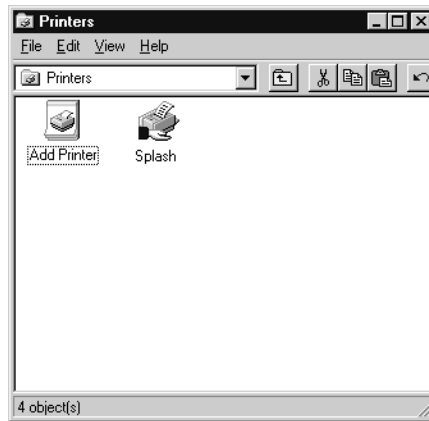 Printers
File Edit View Help
Printers
Add Printer Splash
4 object(s)